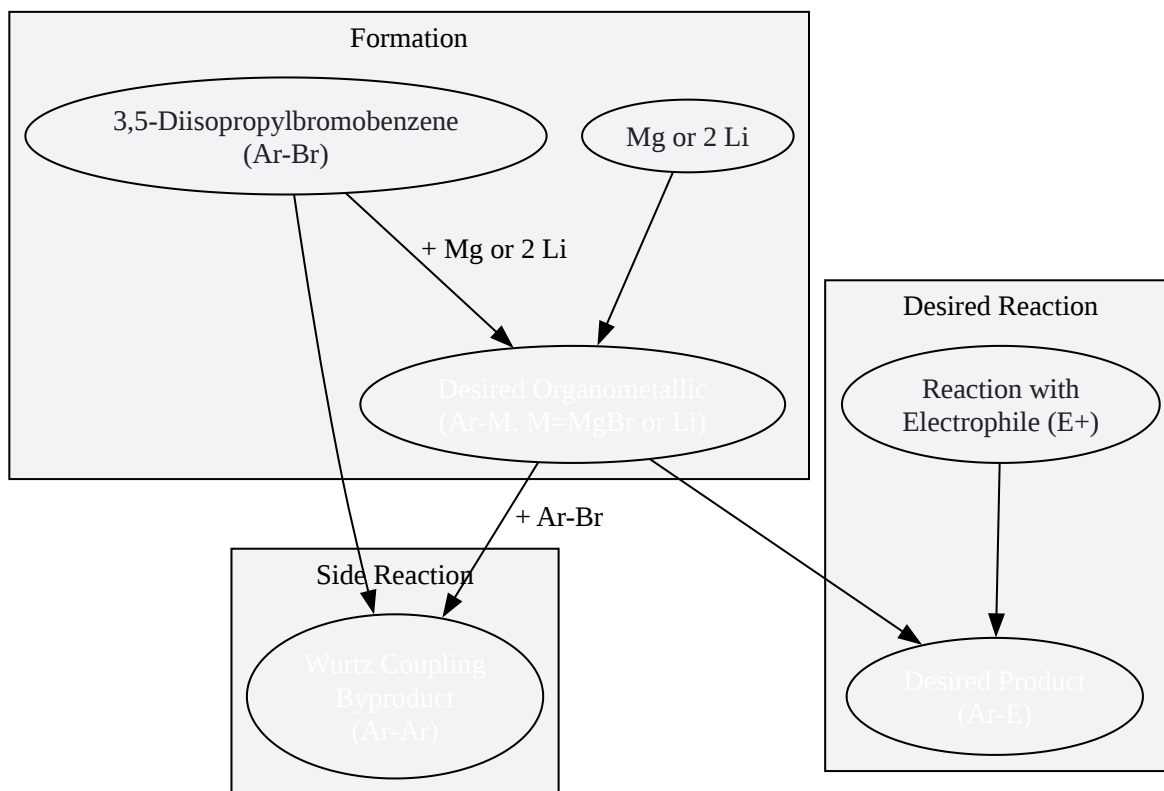 Formation
3,5-Diisopropylbromobenzene
(Ar-Br)
Mg or 2 Li
+ Mg or 2 Li
Desired Organometallic
(Ar-M, M=MgBr or Li)
Desired Reaction
Reaction with
Electrophile (E+)
+ Ar-Br
Side Reaction
Wurtz Coupling
Byproduct
(Ar-Ar)
Desired Product
(Ar-E)